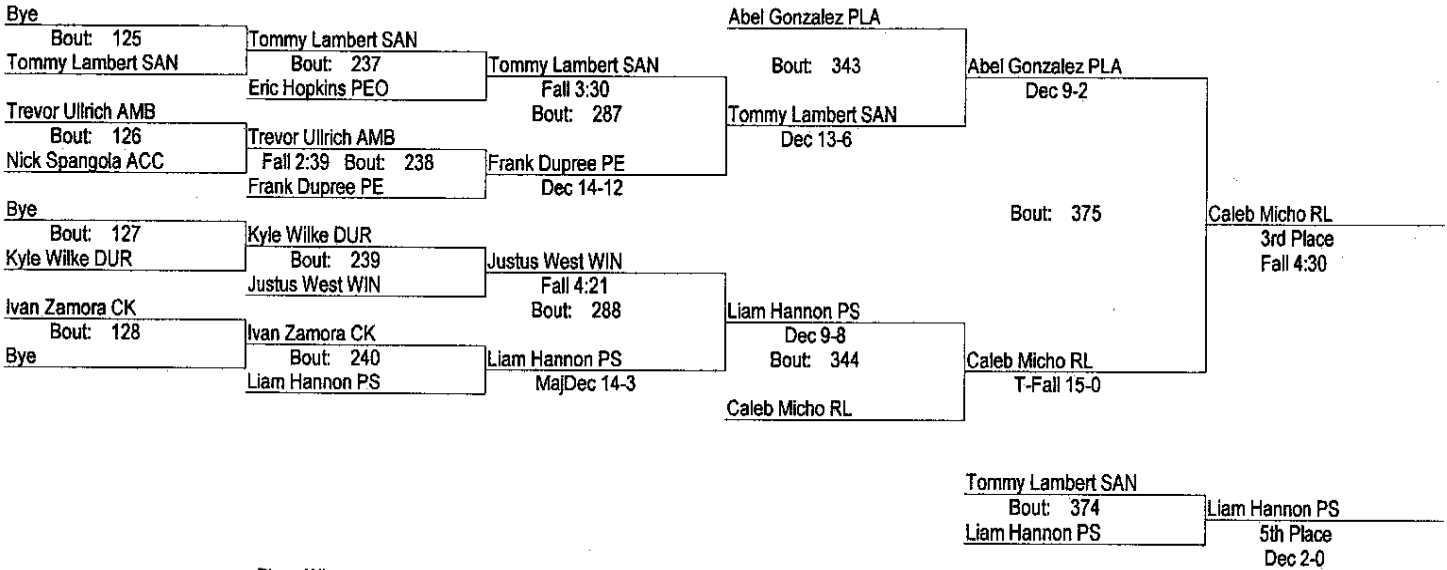 Bye
Bout: 125
Tommy Lambert SAN
Trevor Ullrich AMB
Bout: 126
Nick Spangola ACC
Bye
Bout: 127
Kyle Wilke DUR
Ivan Zamora CK
Bout: 128
Bye
Tommy Lambert SAN
Bout: 237
Eric Hopkins PEO
Trevor Ullrich AMB
Fall 2:39 Bout: 238
Frank Dupree PE
Kyle Wilke DUR
Bout: 239
Justus West WIN
Ivan Zamora CK
Bout: 240
Liam Hannon PS
Tommy Lambert SAN
Fall 3:30
Bout: 287
Frank Dupree PE
Dec 14-12
Justus West WIN
Fall 4:21
Bout: 288
Liam Hannon PS
MajDec 14-3
Abel Gonzalez PLA
Bout: 343
Tommy Lambert SAN
Dec 13-6
Liam Hannon PS
Dec 9-8
Bout: 344
Caleb Micho RL
Abel Gonzalez PLA
Dec 9-2
Bout: 375
Caleb Micho RL
T-Fall 15-0
Caleb Micho RL
3rd Place
Fall 4:30
Tommy Lambert SAN
Bout: 374
Liam Hannon PS
Liam Hannon PS
5th Place
Dec 2-0